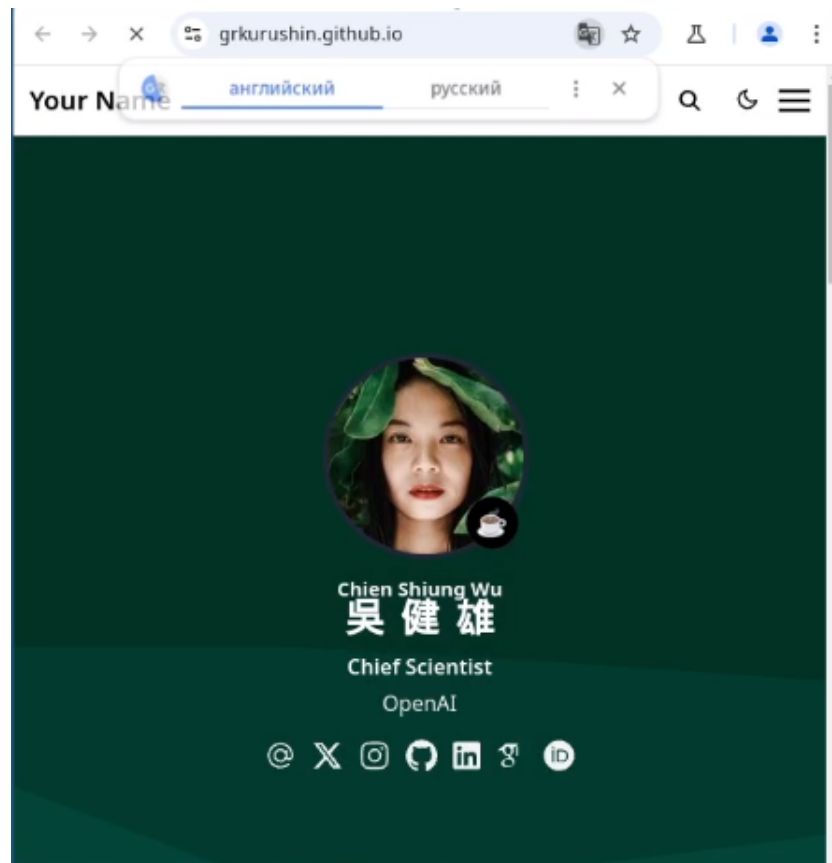 grkurushin.github.io
Your Name
английский русский
Chien Shiung Wu
吳健雄
Chief Scientist
OpenAI